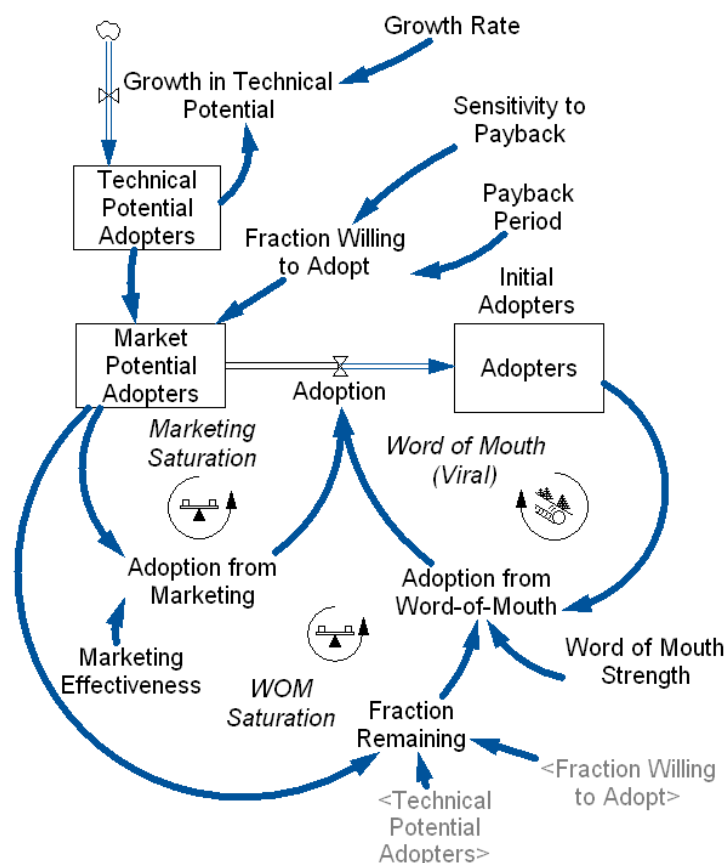 Growth Rate
Growth in Technical
Potential
Sensitivity to
Payback
Technical
Potential
Adopters
Payback
Period
Fraction Willing
to Adopt
Initial
Adopters
Market
Potential
Adopters
Adopters
Adoption
Marketing
Saturation
Word of Mouth
(Viral)
Adoption from
Marketing
Adoption from
Word-of-Mouth
Marketing
Effectiveness
WOM
Saturation
Word of Mouth
Strength
Fraction
Remaining
<Fraction Willing
to Adopt>
<Technical
Potential
Adopters>